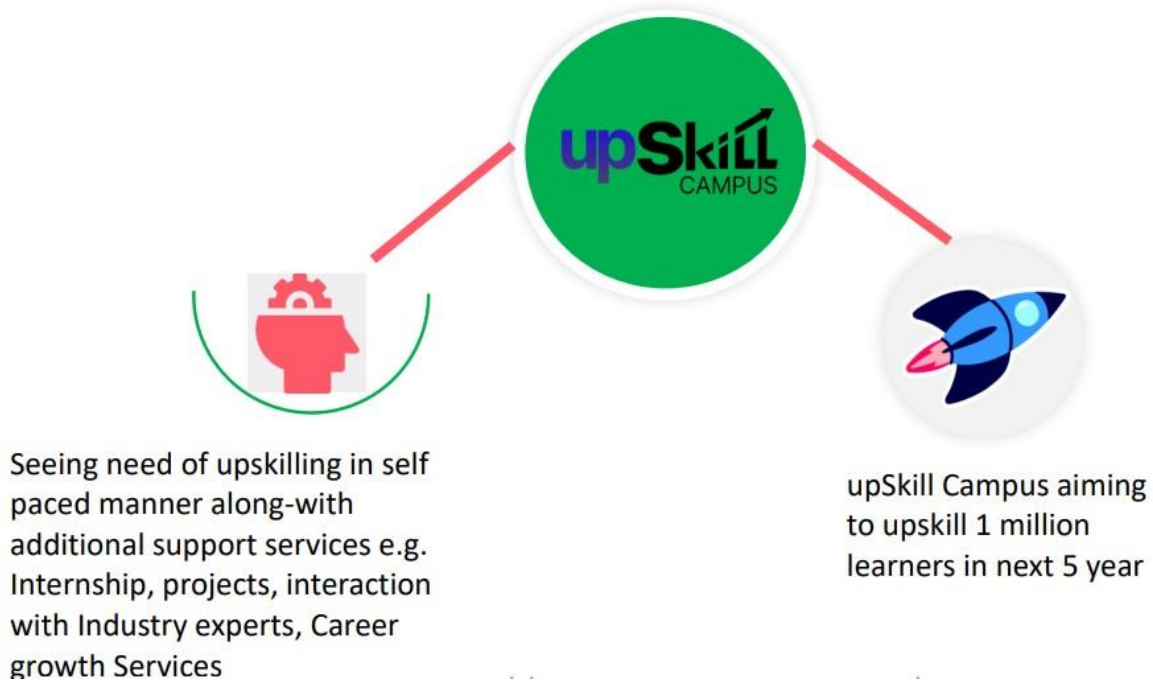 upSkill
CAMPUS
Seeing need of upskilling in self
paced manner along-with
additional support services e.g.
Internship, projects, interaction
with Industry experts, Career
growth Services
upSkill Campus aiming
to upskill 1 million
learners in next 5 year